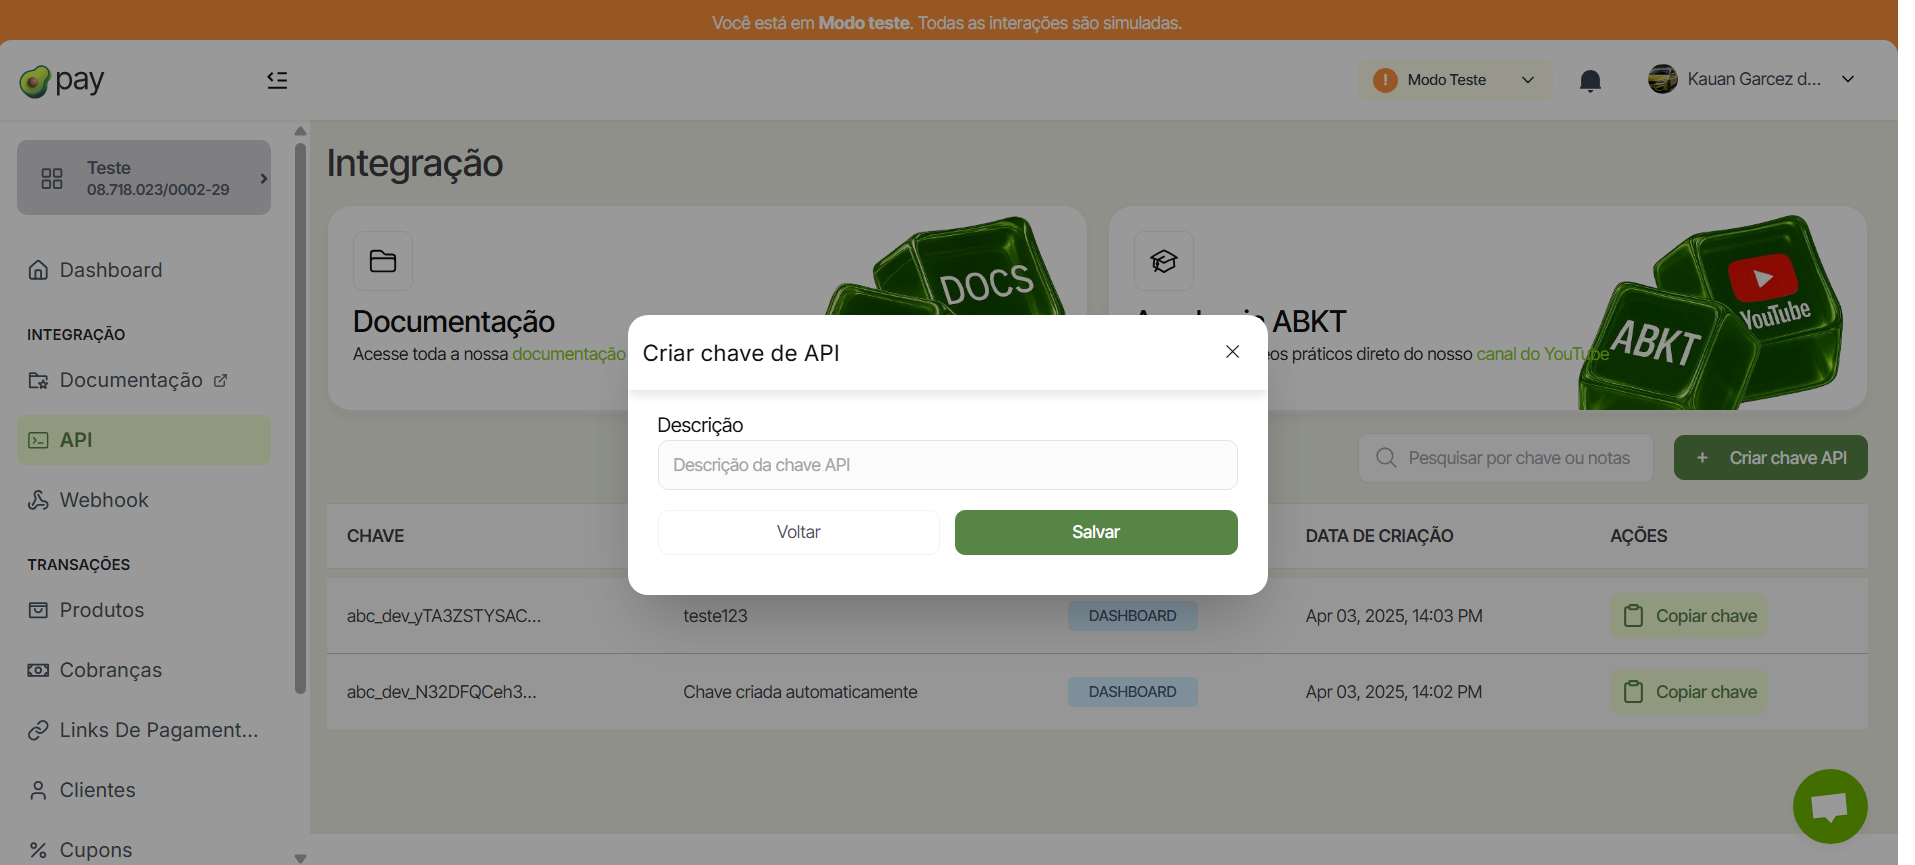 Você está em Modo teste. Todas as interações são simuladas.
pay
Modo Teste
Kauan Garcez d...
Teste
08.718.023/0002-29
Dashboard
INTEGRAÇÃO
Documentação
API
Webhook
TRANSAÇÕES
Produtos
Cobranças
Links De Pagament...
Clientes
Cupons
Integração
DOCS
Documentação
Acesse toda a nossa documentação
ABKT
práticos direto do nosso canal do YouTube
YouTube
ABKT
Criar chave de API
Descrição
Descrição da chave API
Voltar
Salvar
Pesquisar por chave ou notas
+ Criar chave API
CHAVE
DATA DE CRIAÇÃO
AÇÕES
abc_dev_yTA3ZSTYSAC...
teste123
DASHBOARD
Apr 03, 2025, 14:03 PM
Copiar chave
abc_dev_N32DFQCeh3...
Chave criada automaticamente
DASHBOARD
Apr 03, 2025, 14:02 PM
Copiar chave